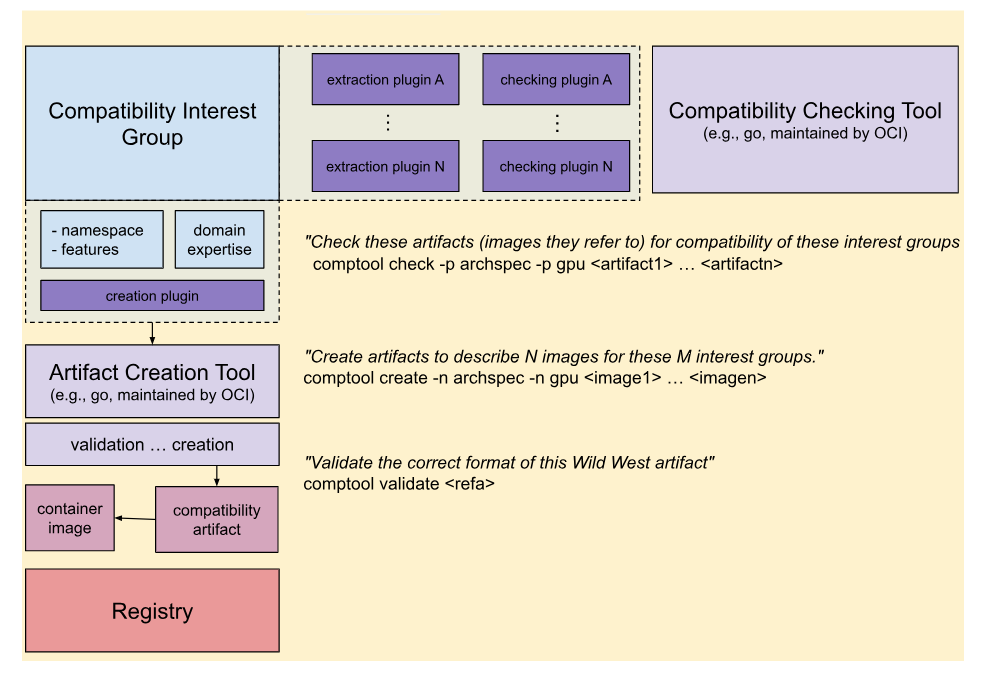 Compatibility Interest
Group
extraction plugin A
checking plugin A
⋮
⋮
extraction plugin N
checking plugin N
Compatibility Checking Tool
(e.g., go, maintained by OCI)
- namespace
- features
domain
expertise
creation plugin
"Check these artifacts (images they refer to) for compatibility of these interest groups
comptool check -p archspec -p gpu <artifact1> … <artifactn>
Artifact Creation Tool
(e.g., go, maintained by OCI)
"Create artifacts to describe N images for these M interest groups."
comptool create -n archspec -n gpu <image1> … <imagen>
validation … creation
"Validate the correct format of this Wild West artifact"
comptool validate <refa>
container
image
compatibility
artifact
Registry